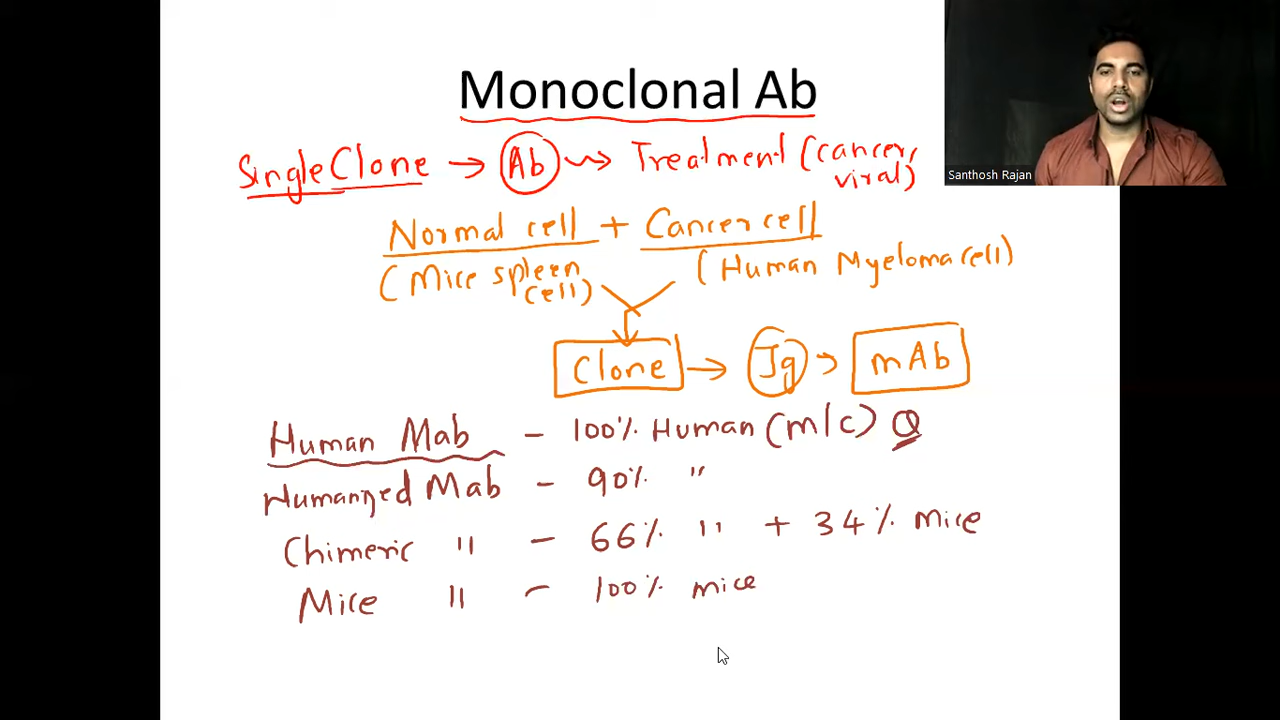 Monoclonal Ab
Single Clone → Ab → Treatment (cancer, viral)
Santhosh Rajan
Normal cell + Cancer cell
(Mice spleen cell) (Human Myeloma cell)
Clone → Ig → mAb
Human Mab - 100% Human (m/c) Q
Humanized Mab - 90% "
Chimeric " - 66% " + 34% mice
Mice " - 100% mice